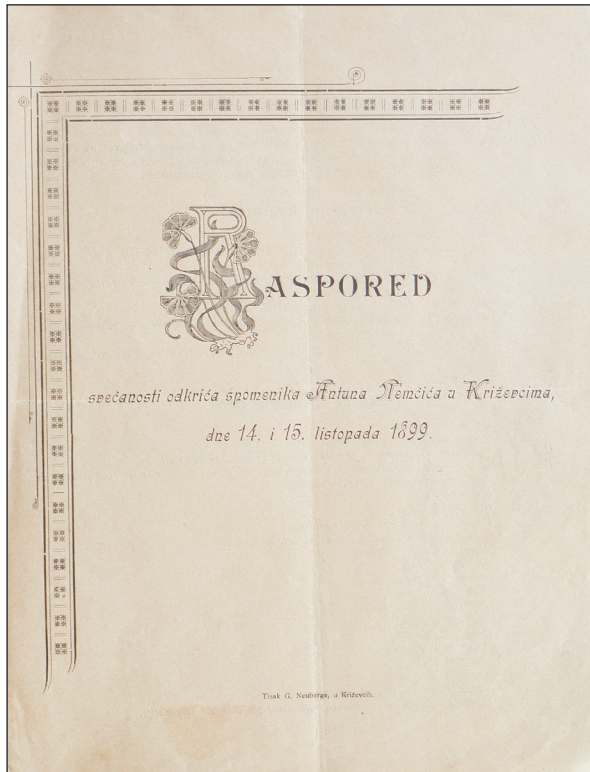 RASPORED
svečanosti odkrića spomenika Antuna Nemčića u Križevcima,
dne 14. i 15. listopada 1899.
Tisak G. Neuberga, u Križevcih.